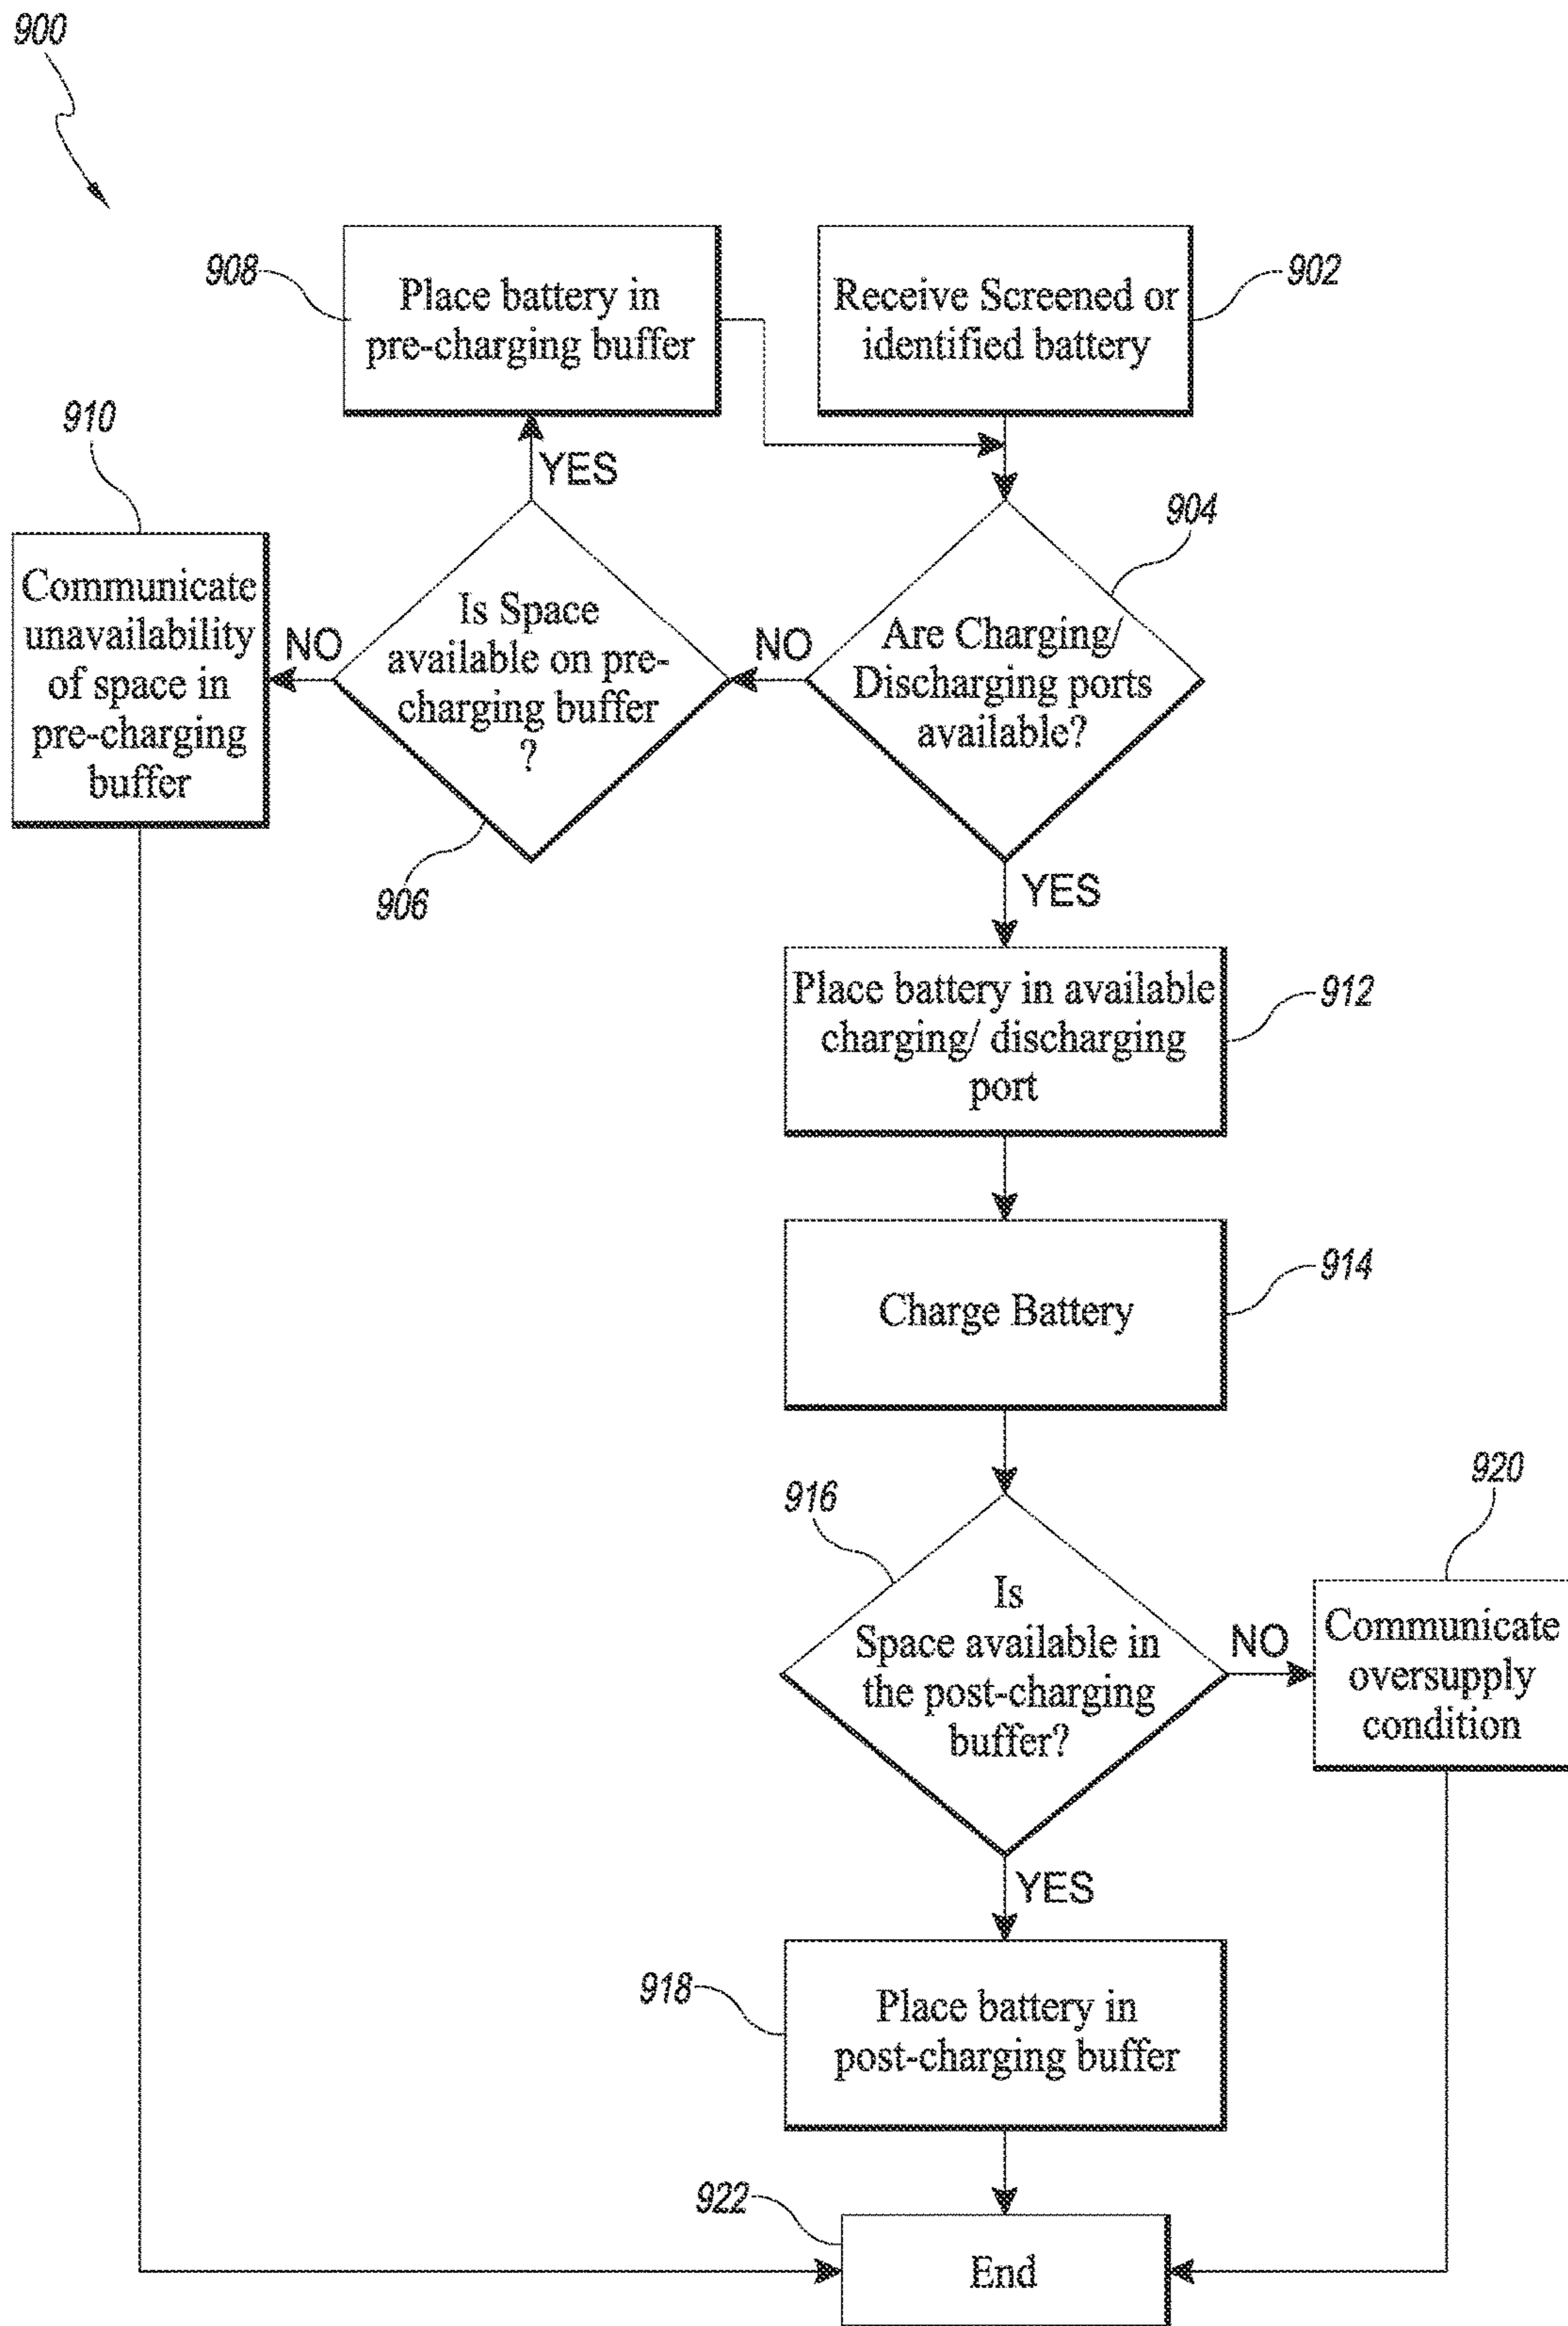 900
908
Place battery in
pre-charging buffer
902
Receive Screened or
identified battery
910
Communicate
unavailability
of space in
pre-charging
buffer
YES
NO
Is Space
available on pre-
charging buffer
?
906
NO
904
Are Charging/
Discharging ports
available?
YES
912
Place battery in available
charging/ discharging
port
914
Charge Battery
916
Is
Space available in
the post-charging
buffer?
NO
920
Communicate
oversupply
condition
YES
918
Place battery in
post-charging buffer
922
End